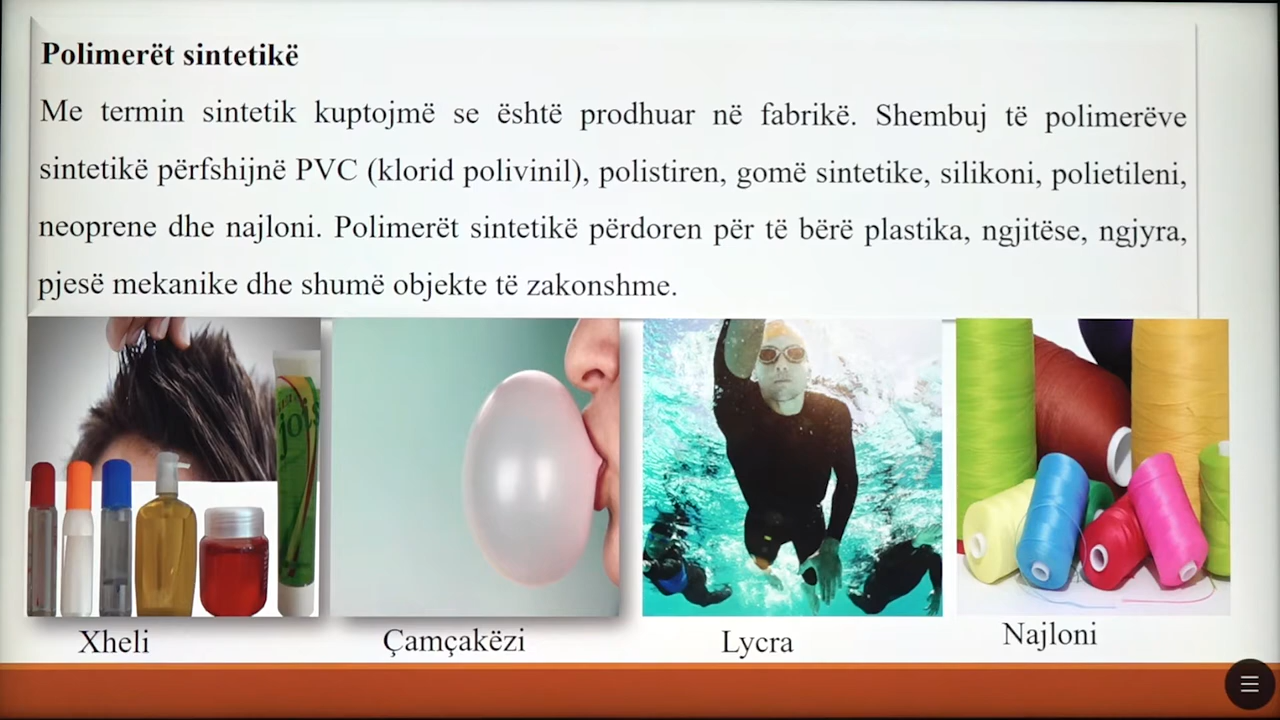 Polimerët sintetikë
Me termin sintetik kuptojmë se është prodhuar në fabrikë. Shembuj të polimerëve
sintetikë përfshijnë PVC (klorid polivinil), polistiren, gomë sintetike, silikoni, polietileni,
neoprene dhe najloni. Polimerët sintetikë përdoren për të bërë plastika, ngjitëse, ngjyra,
pjesë mekanike dhe shumë objekte të zakonshme.
Xheli
Çamçakëzi
Lycra
Najloni